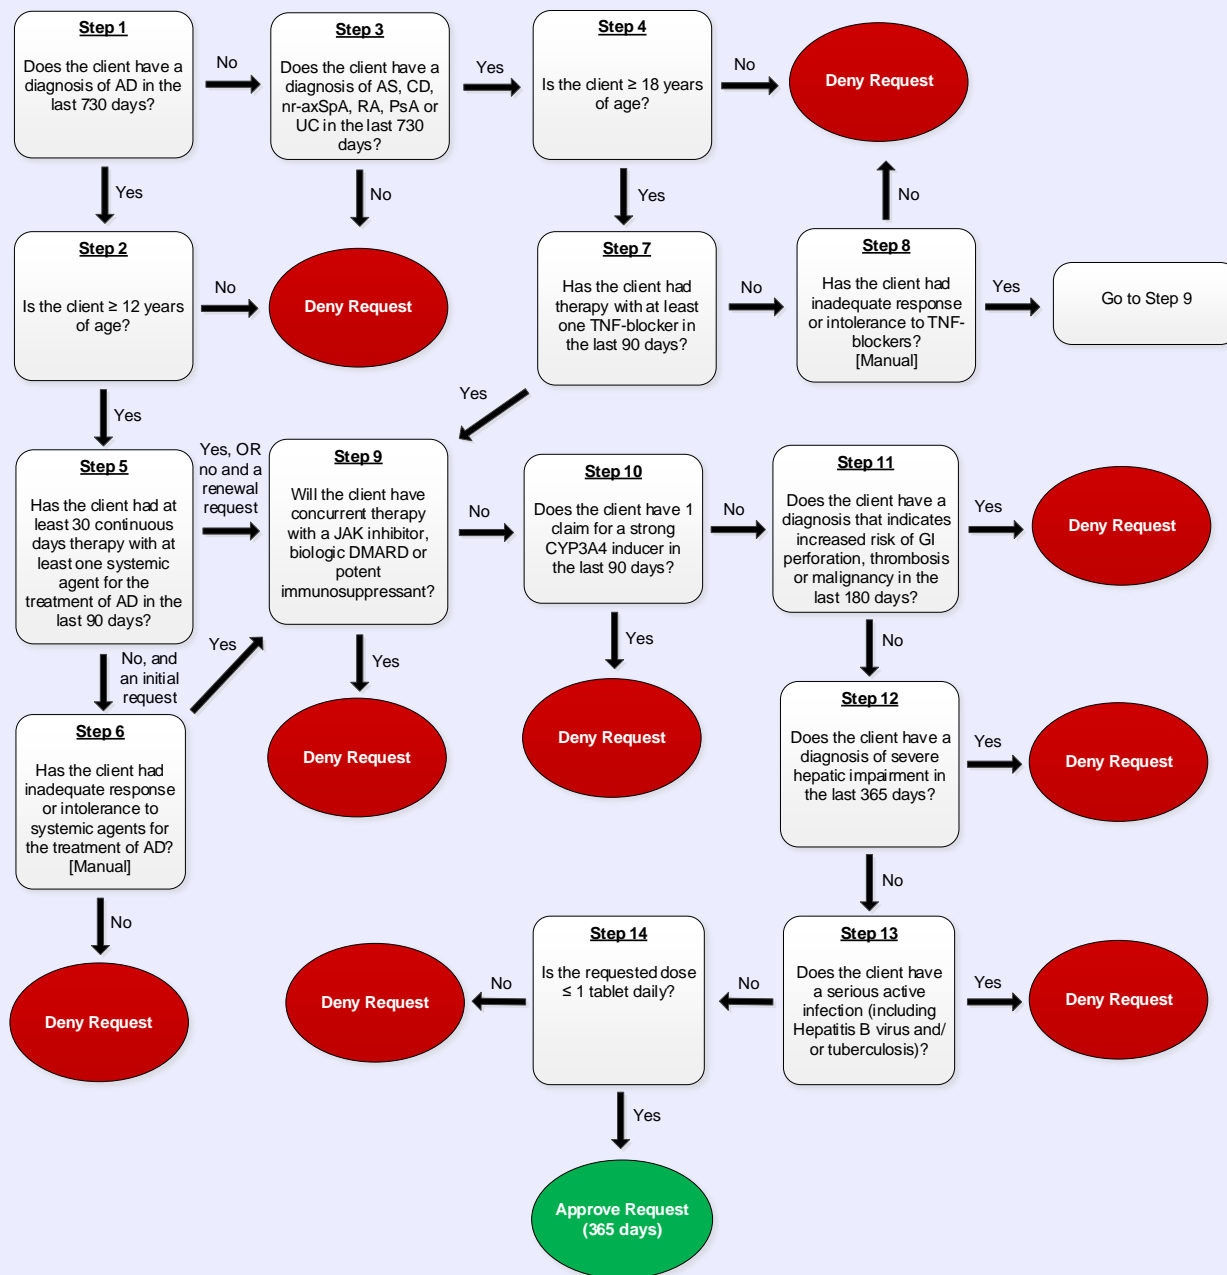 Step 1
Does the client have a
diagnosis of AD in the
last 730 days?
No
Step 3
Does the client have a
diagnosis of AS, CD,
nr-axSpA, RA, PsA or
UC in the last 730
days?
Yes
Step 4
Is the client ≥ 18 years
of age?
No
Deny Request
Yes
No
Yes
No
Step 2
Is the client ≥ 12 years
of age?
No
Deny Request
Step 7
Has the client had
therapy with at least
one TNF-blocker in
the last 90 days?
No
Step 8
Has the client had
inadequate response
or intolerance to TNF-
blockers?
[Manual]
Yes
Go to Step 9
Yes
Yes
Step 5
Has the client had at
least 30 continuous
days therapy with at
least one systemic
agent for the
treatment of AD in the
last 90 days?
Yes, OR
no and a
renewal
request
Step 9
Will the client have
concurrent therapy
with a JAK inhibitor,
biologic DMARD or
potent
immunosuppressant?
No
Step 10
Does the client have 1
claim for a strong
CYP3A4 inducer in
the last 90 days?
No
Step 11
Does the client have a
diagnosis that indicates
increased risk of GI
perforation, thrombosis
or malignancy in the
last 180 days?
Yes
Deny Request
No, and
an initial
request
Yes
Yes
Yes
No
Step 6
Has the client had
inadequate response
or intolerance to
systemic agents for
the treatment of AD?
[Manual]
Deny Request
Deny Request
Step 12
Does the client have a
diagnosis of severe
hepatic impairment in
the last 365 days?
Yes
Deny Request
No
No
Deny Request
Deny Request
No
Step 14
Is the requested dose
≤ 1 tablet daily?
No
Step 13
Does the client have
a serious active
infection (including
Hepatitis B virus and/
or tuberculosis)?
Yes
Deny Request
Yes
Approve Request
(365 days)